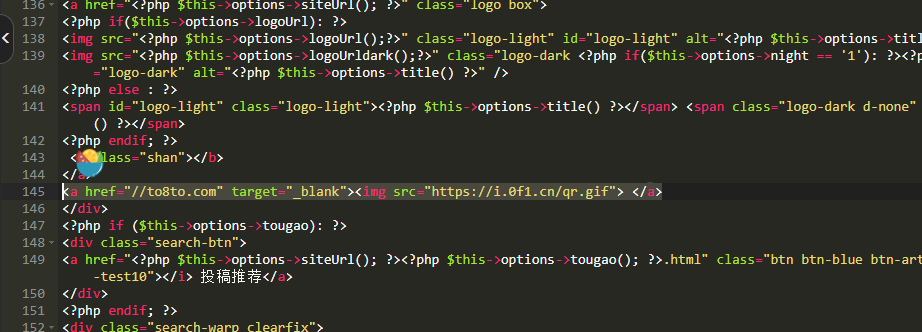 136 <a href="<?php $this->options->siteUrl(); ?>" class="logo box">
137 <?php if($this->options->logoUrl): ?>
138 <img src="<?php $this->options->logoUrl();?>" class="logo-light" id="logo-light" alt="<?php $this->options->titl
139 <img src="<?php $this->options->logoUrldark();?>" class="logo-dark <?php if($this->options->night == '1'): ?><?p
="logo-dark" alt="<?php $this->options->title() ?>" />
140 <?php else : ?>
141 <span id="logo-light" class="logo-light"><?php $this->options->title() ?></span> <span class="logo-dark d-none"
() ?></span>
142 <?php endif; ?>
143 < lass="shan"></b>
144 </a>
145 <a href="//to8to.com" target="_blank"><img src="https://i.0f1.cn/qr.gif"> </a>
146 </div>
147 <?php if ($this->options->tougao): ?>
148 <div class="search-btn">
149 <a href="<?php $this->options->siteUrl(); ?><?php $this->options->tougao(); ?>.html" class="btn btn-blue btn-art
-test10"></i> 投稿推荐</a>
150 </div>
151 <?php endif; ?>
152 <div class="search-warp clearfix">